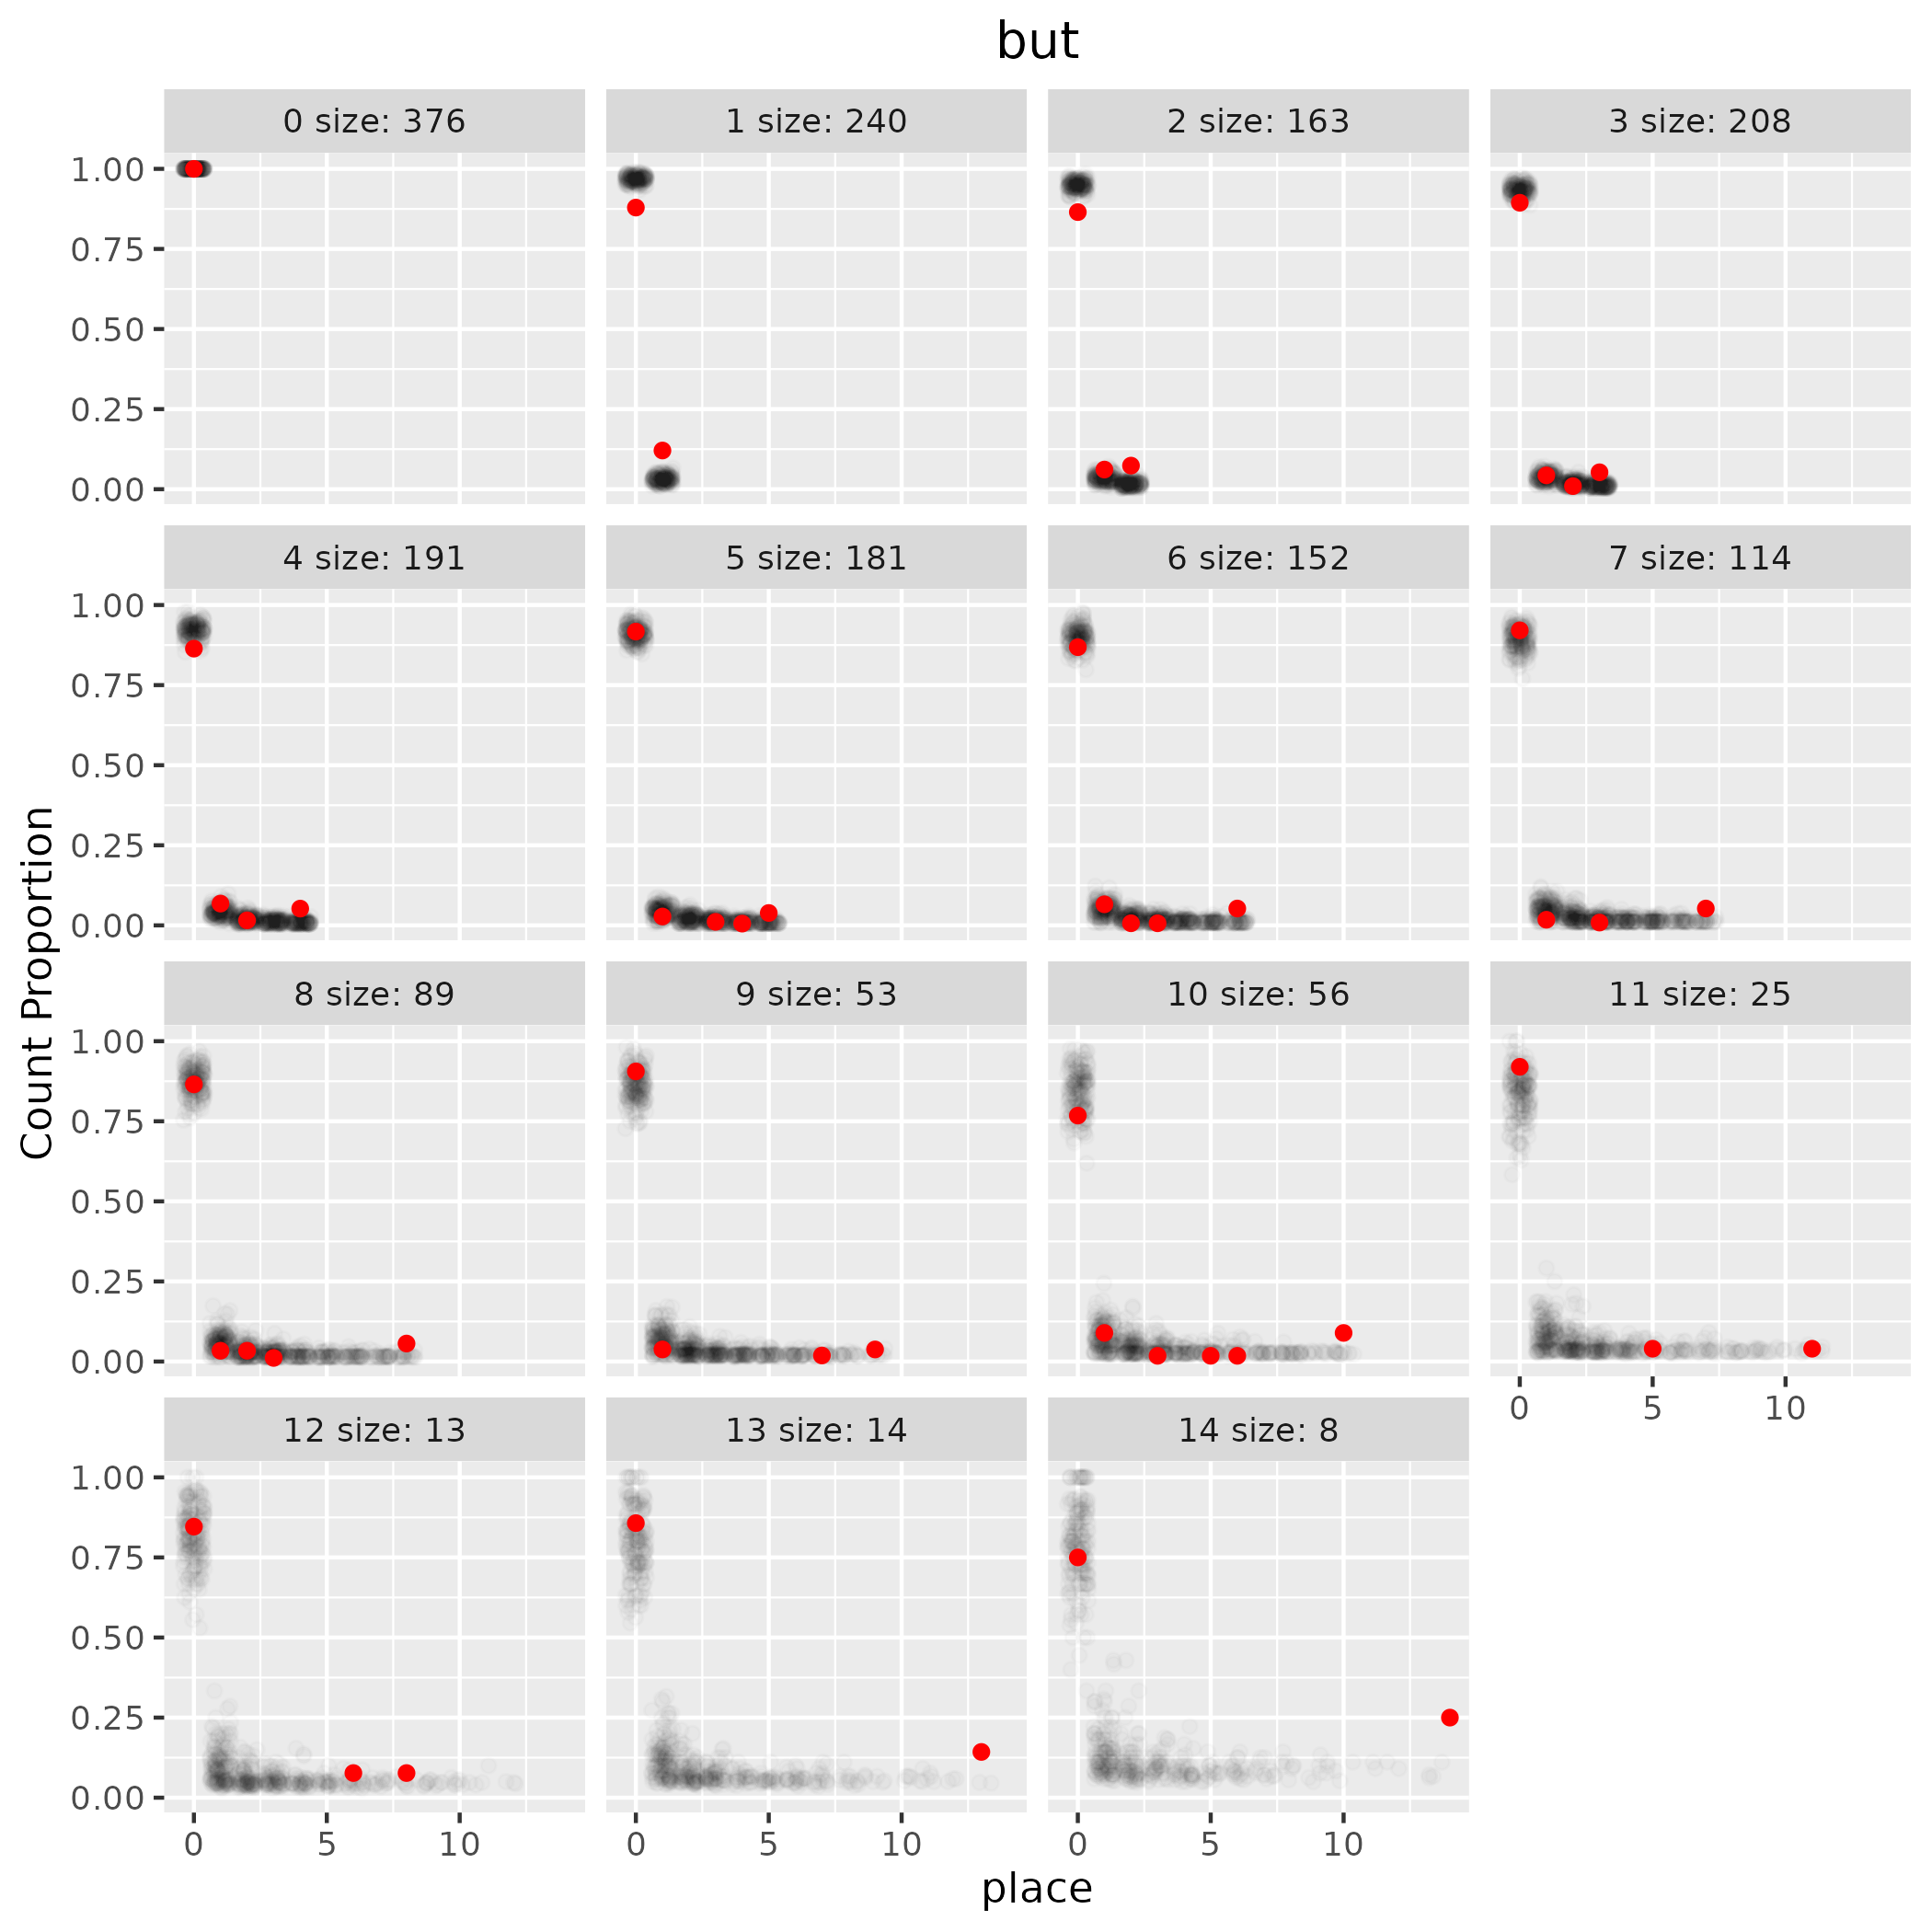 but
0 size: 376
1 size: 240
2 size: 163
3 size: 208
1.00
0.75
0.50
0.25
0.00
4 size: 191
5 size: 181
6 size: 152
7 size: 114
1.00
0.75
0.50
0.25
0.00
8 size: 89
9 size: 53
10 size: 56
11 size: 25
1.00
0.75
0.50
0.25
0.00
0 5 10
12 size: 13
13 size: 14
14 size: 8
1.00
0.75
0.50
0.25
0.00
0 5 10
0 5 10
0 5 10
place
Count Proportion